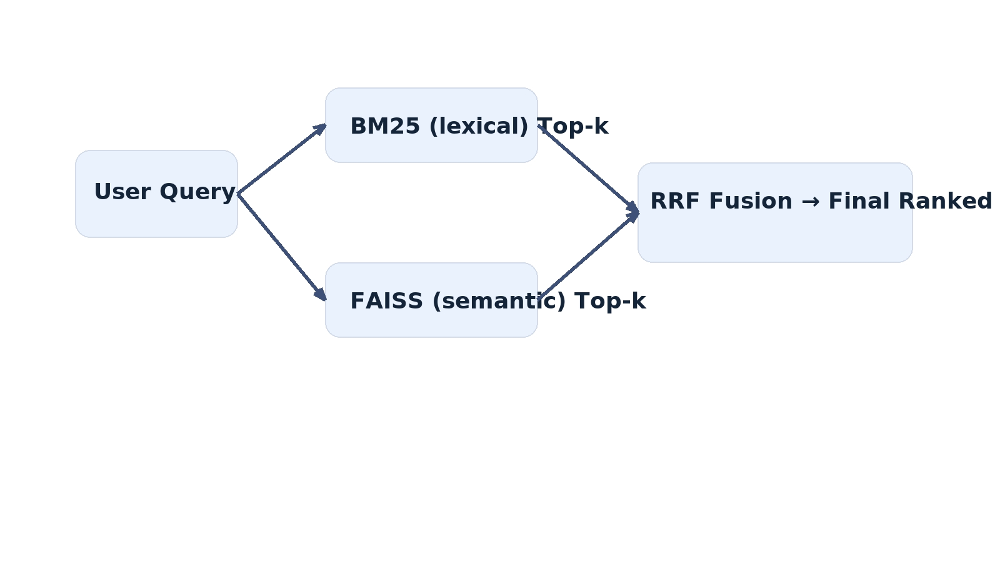 User Query
BM25 (lexical) Top-k
FAISS (semantic) Top-k
RRF Fusion → Final Ranked